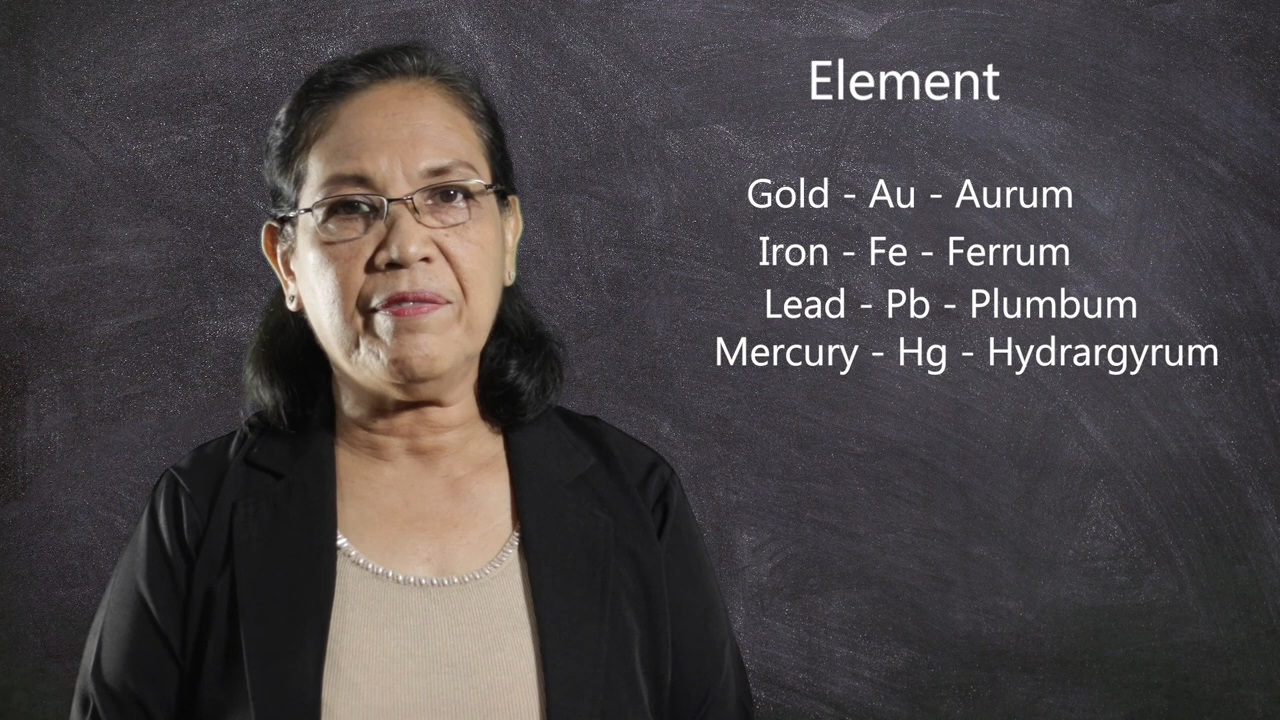 Element
Gold - Au - Aurum
Iron - Fe - Ferrum
Lead - Pb - Plumbum
Mercury - Hg - Hydrargyrum